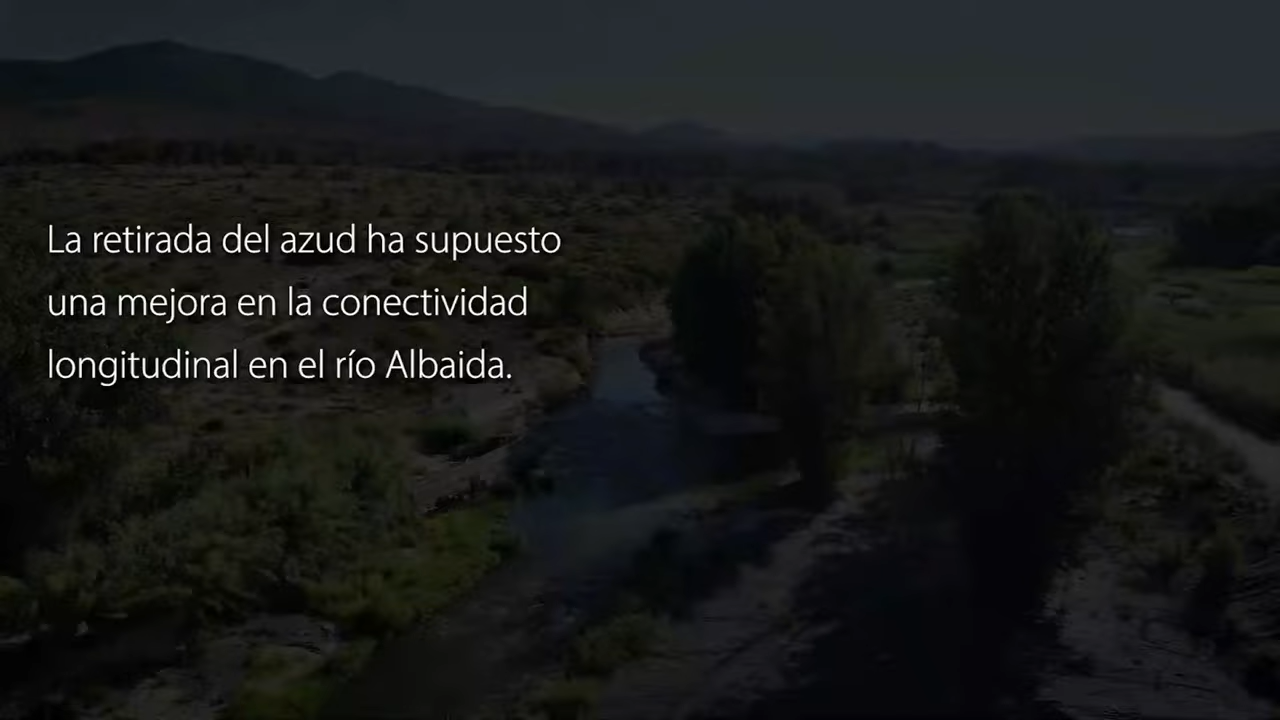 La retirada del azud ha supuesto
una mejora en la conectividad
longitudinal en el río Albaida.